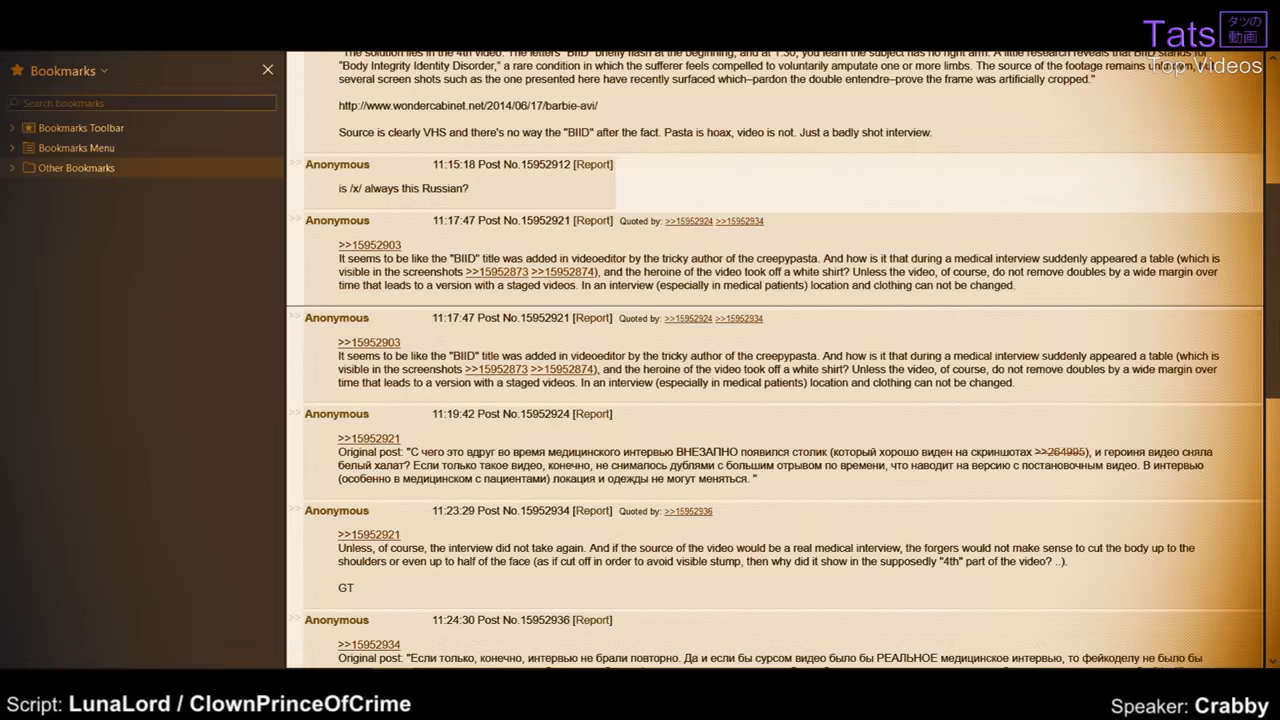 Tats
タツの
動画
Top Videos
Bookmarks
Search bookmarks
Bookmarks Toolbar
Bookmarks Menu
Other Bookmarks
"The solution lies in the 4th video. The letters "BIID" briefly flash at the beginning, and at 1:30, you learn the subject has no right arm. A little research reveals that BIID stands for
"Body Integrity Identity Disorder," a rare condition in which the sufferer feels compelled to voluntarily amputate one or more limbs. The source of the footage remains unknown, but
several screen shots such as the one presented here have recently surfaced which–pardon the double entendre–prove the frame was artificially cropped."
http://www.wondercabinet.net/2014/06/17/barbie-avi/
Source is clearly VHS and there's no way the "BIID" after the fact. Pasta is hoax, video is not. Just a badly shot interview.
>> Anonymous 11:15:18 Post No.15952912 [Report]
is /x/ always this Russian?
>> Anonymous 11:17:47 Post No.15952921 [Report] Quoted by: >>15952924 >>15952934
>>15952903
It seems to be like the "BIID" title was added in videoeditor by the tricky author of the creepypasta. And how is it that during a medical interview suddenly appeared a table (which is
visible in the screenshots >>15952873 >>15952874), and the heroine of the video took off a white shirt? Unless the video, of course, do not remove doubles by a wide margin over
time that leads to a version with a staged videos. In an interview (especially in medical patients) location and clothing can not be changed.
>> Anonymous 11:17:47 Post No.15952921 [Report] Quoted by: >>15952924 >>15952934
>>15952903
It seems to be like the "BIID" title was added in videoeditor by the tricky author of the creepypasta. And how is it that during a medical interview suddenly appeared a table (which is
visible in the screenshots >>15952873 >>15952874), and the heroine of the video took off a white shirt? Unless the video, of course, do not remove doubles by a wide margin over
time that leads to a version with a staged videos. In an interview (especially in medical patients) location and clothing can not be changed.
>> Anonymous 11:19:42 Post No.15952924 [Report]
>>15952921
Original post: "С чего это вдруг во время медицинского интервью ВНЕЗАПНО появился столик (который хорошо виден на скриншотах >>264995), и героиня видео сняла
белый халат? Если только такое видео, конечно, не снималось дублями с большим отрывом по времени, что наводит на версию с постановочным видео. В интервью
(особенно в медицинском с пациентами) локация и одежды не могут меняться. "
>> Anonymous 11:23:29 Post No.15952934 [Report] Quoted by: >>15952936
>>15952921
Unless, of course, the interview did not take again. And if the source of the video would be a real medical interview, the forgers would not make sense to cut the body up to the
shoulders or even up to half of the face (as if cut off in order to avoid visible stump, then why did it show in the supposedly "4th" part of the video? ..).
GT
>> Anonymous 11:24:30 Post No.15952936 [Report]
>>15952934
Original post: "Если только, конечно, интервью не брали повторно. Да и если бы сурсом видео было бы РЕАЛЬНОЕ медицинское интервью, то фейкоделу не было бы
Script: LunaLord / ClownPrinceOfCrime
Speaker: Crabby